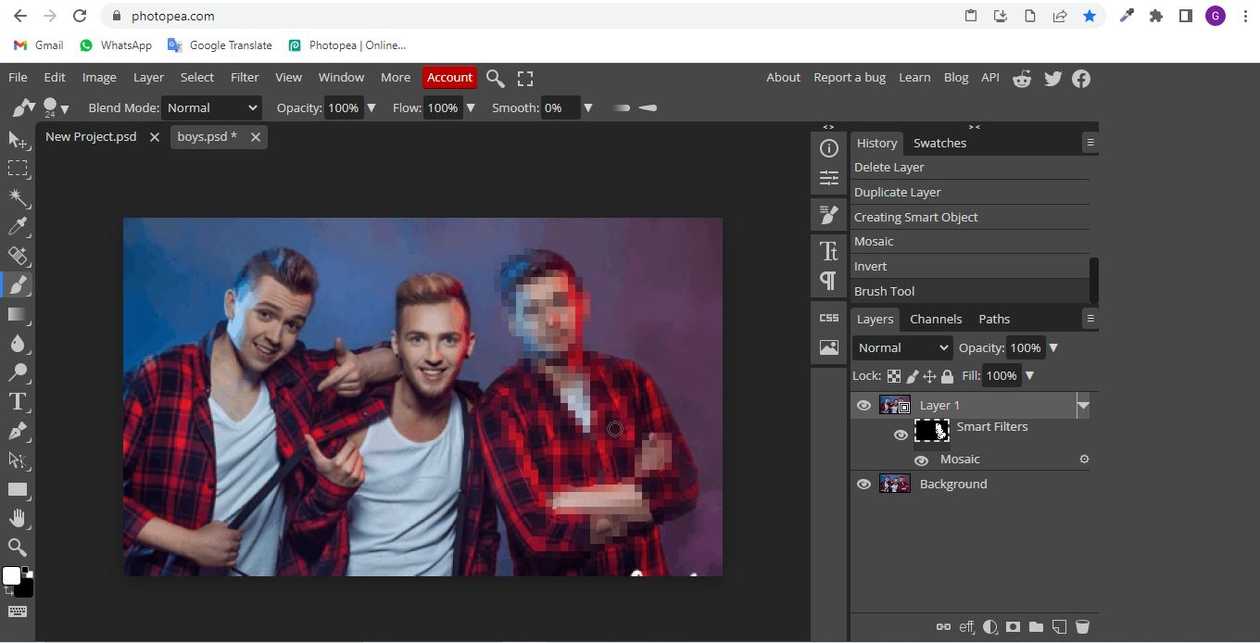 photopea.com
G
Gmail WhatsApp Google Translate Photopea | Online...
File Edit Image Layer Select Filter View Window More Account About Report a bug Learn Blog API
24 Blend Mode: Normal Opacity: 100% Flow: 100% Smooth: 0%
New Project.psd boys.psd *
History Swatches
Delete Layer
Duplicate Layer
Creating Smart Object
Mosaic
Invert
Brush Tool
CSS
Layers Channels Paths
Normal Opacity: 100%
Lock: Fill: 100%
Layer 1
Smart Filters
Mosaic
Background
eff